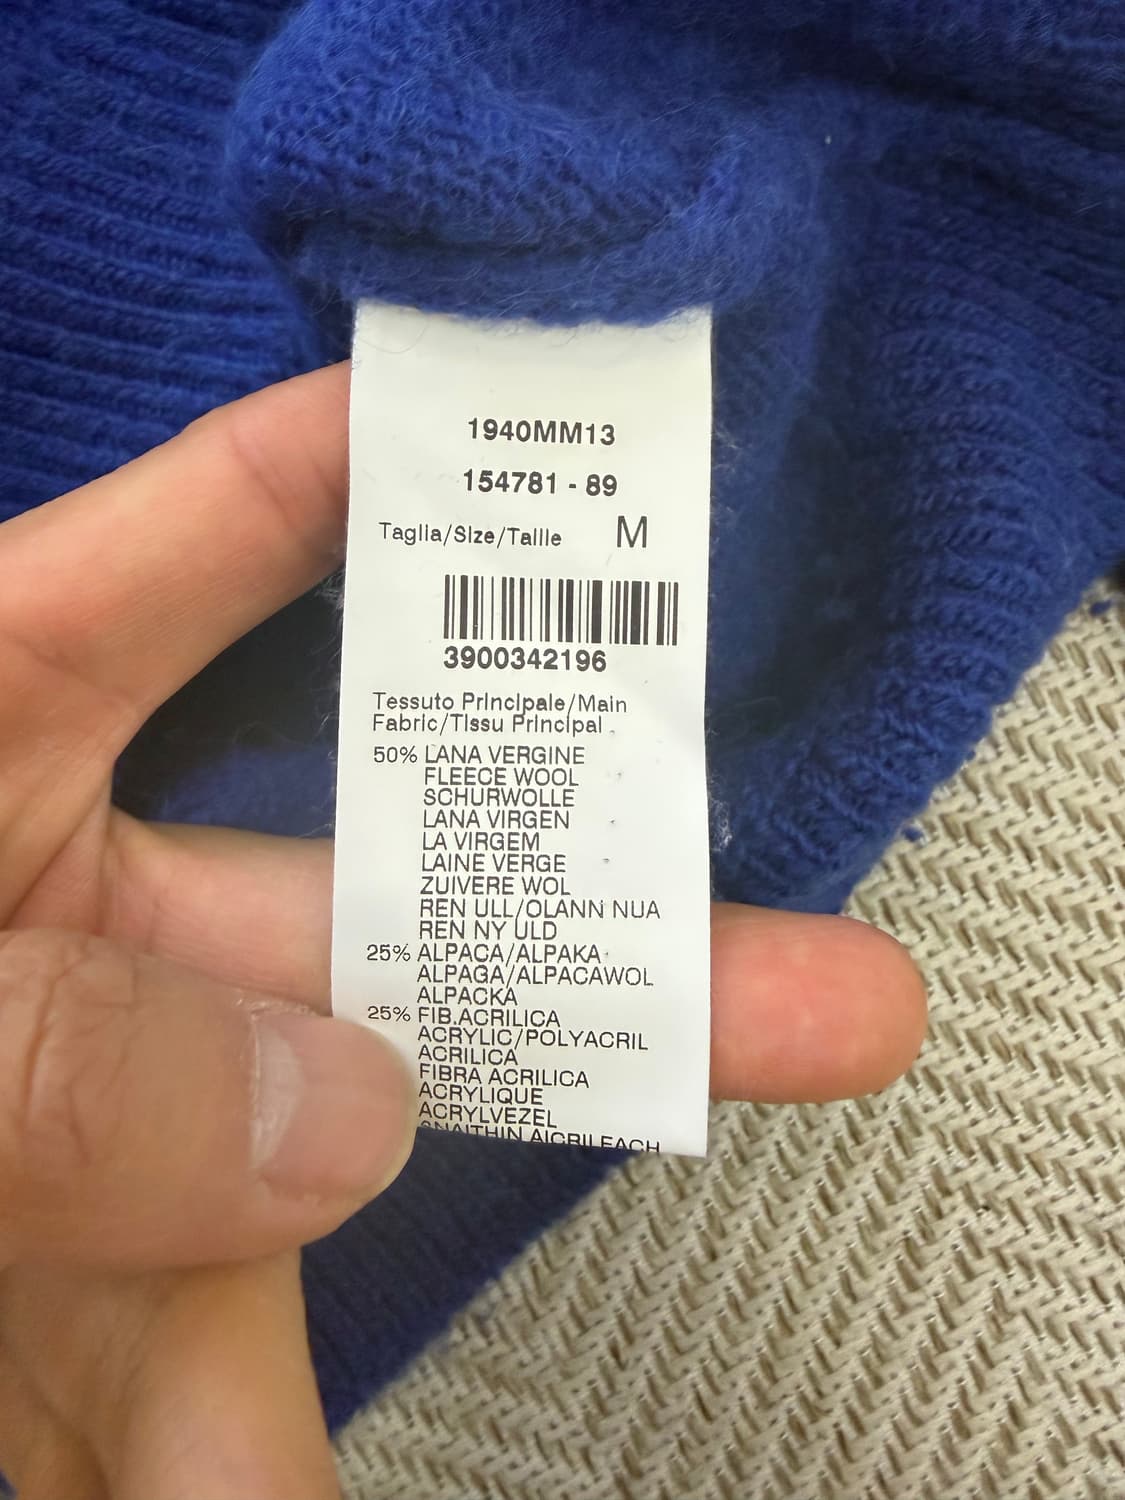 1940MM13
154781 - 89
Taglia/Size/Taille M
3900342196
Tessuto Principale/Main
Fabric/Tissu Principal
50% LANA VERGINE
FLEECE WOOL
SCHURWOLLE
LANA VIRGEN
LA VIRGEM
LAINE VERGE
ZUIVERE WOL
REN ULL/OLANN NUA
REN NY ULD
25% ALPACA/ALPAKA
ALPAGA/ALPACAWOL
ALPACKA
25% FIB.ACRILICA
ACRYLIC/POLYACRIL
ACRILICA
FIBRA ACRILICA
ACRYLIQUE
ACRYLVEZEL
SNAITHIN AICRILEACH